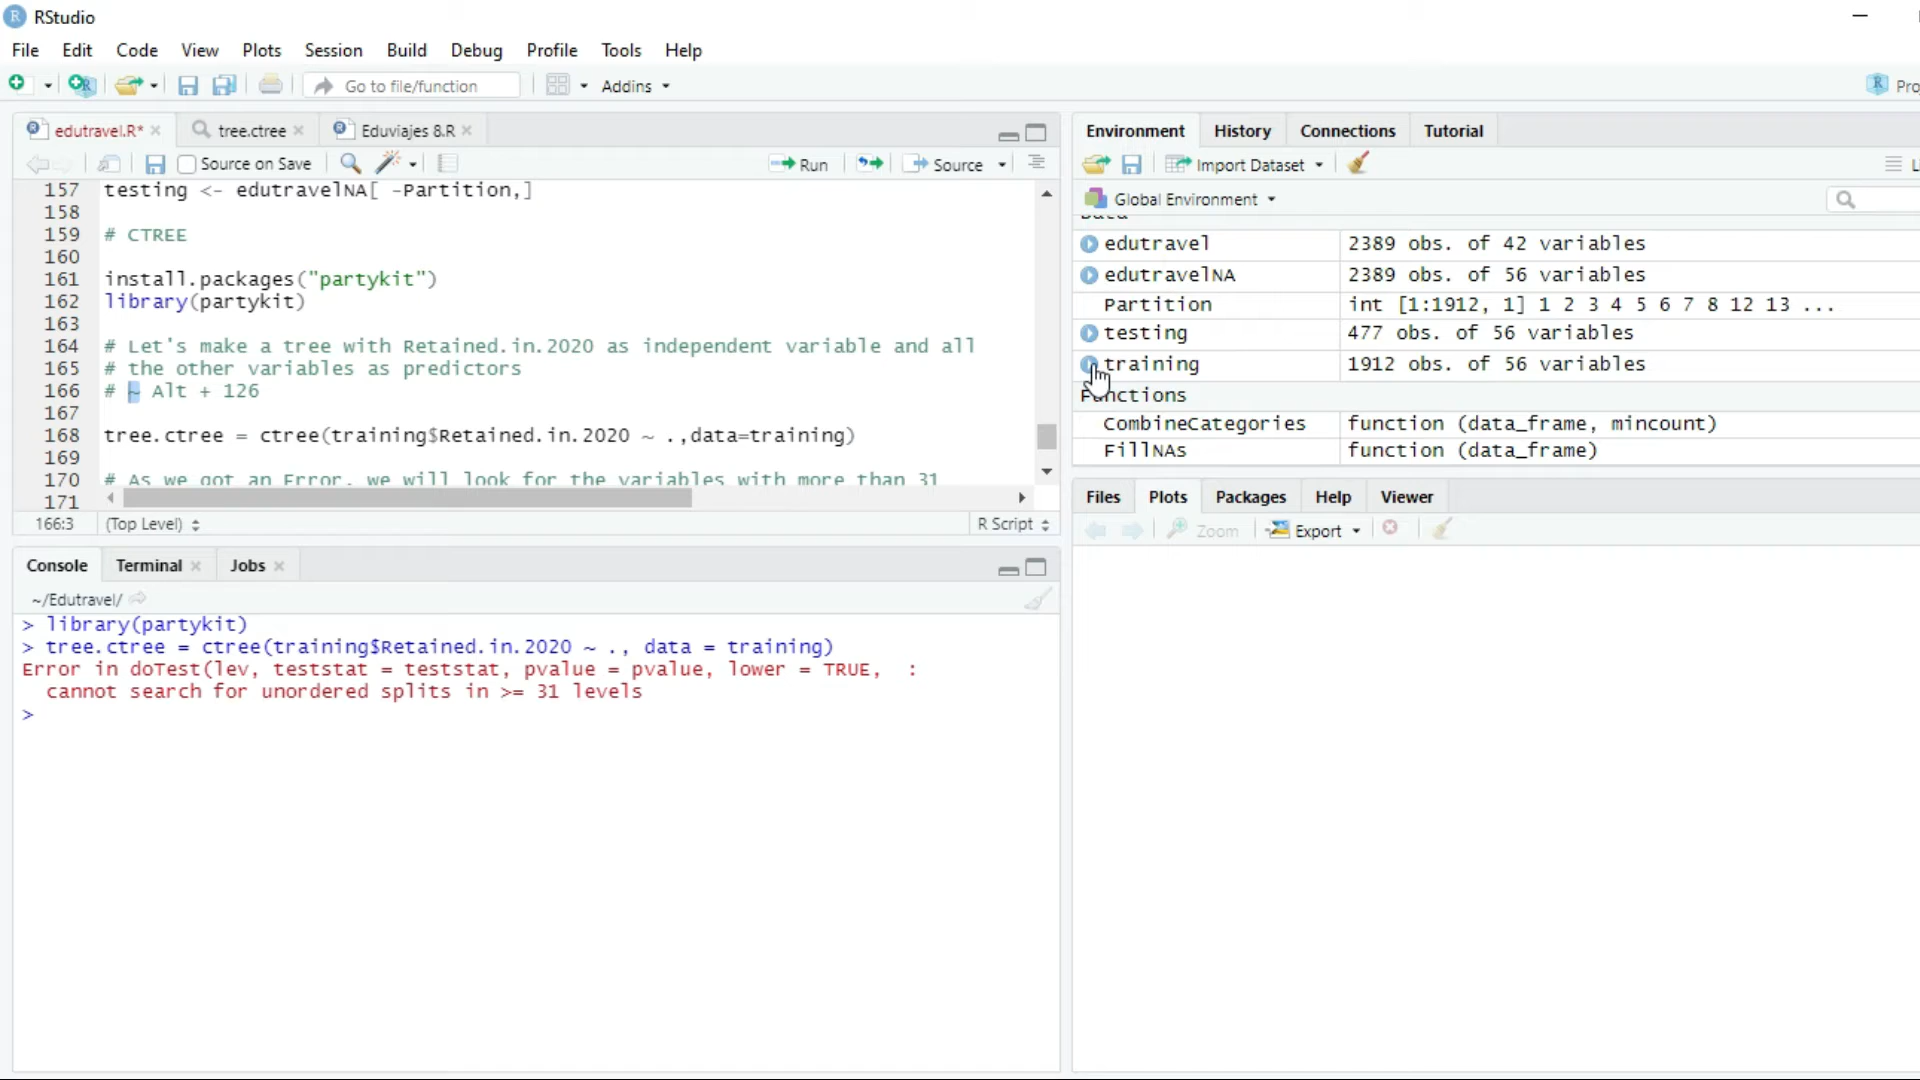 RStudio
File Edit Code View Plots Session Build Debug Profile Tools Help
Go to file/function Addins
edutravel.R* tree.ctree Eduviajes 8.R
Source on Save Run Source
157 testing <- edutravelNA[ -Partition,]
158
159 # CTREE
160
161 install.packages("partykit")
162 library(partykit)
163
164 # Let's make a tree with Retained.in.2020 as independent variable and all
165 # the other variables as predictors
166 # ~ Alt + 126
167
168 tree.ctree = ctree(training$Retained.in.2020 ~ .,data=training)
169
170 # As we got an Error, we will look for the variables with more than 31
171
166:3 (Top Level) R Script
Console Terminal Jobs
~/Edutravel/
> library(partykit)
> tree.ctree = ctree(training$Retained.in.2020 ~ ., data = training)
Error in doTest(lev, teststat = teststat, pvalue = pvalue, lower = TRUE, :
cannot search for unordered splits in >= 31 levels
>
Environment History Connections Tutorial
Import Dataset
Global Environment
Data
edutravel 2389 obs. of 42 variables
edutravelNA 2389 obs. of 56 variables
Partition int [1:1912, 1] 1 2 3 4 5 6 7 8 12 13 ...
testing 477 obs. of 56 variables
training 1912 obs. of 56 variables
Functions
CombineCategories function (data_frame, mincount)
FillNAs function (data_frame)
Files Plots Packages Help Viewer
Zoom Export